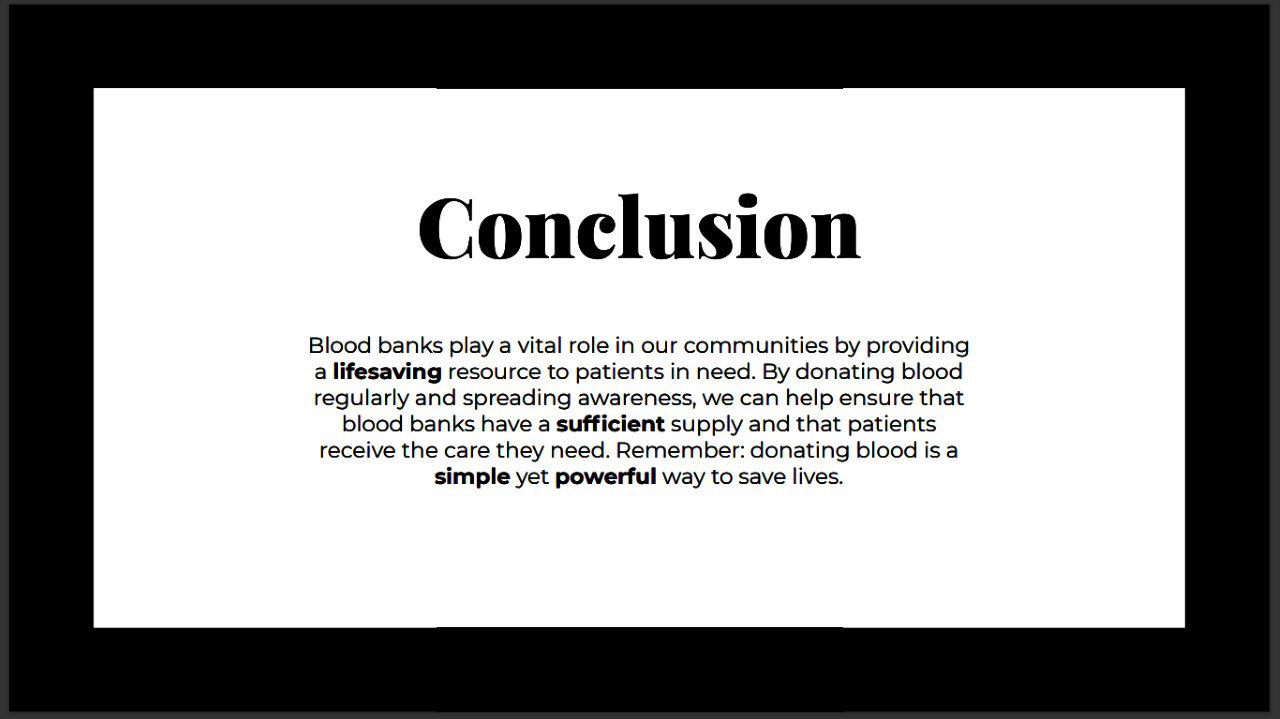 Conclusion
Blood banks play a vital role in our communities by providing
a lifesaving resource to patients in need. By donating blood
regularly and spreading awareness, we can help ensure that
blood banks have a sufficient supply and that patients
receive the care they need. Remember: donating blood is a
simple yet powerful way to save lives.